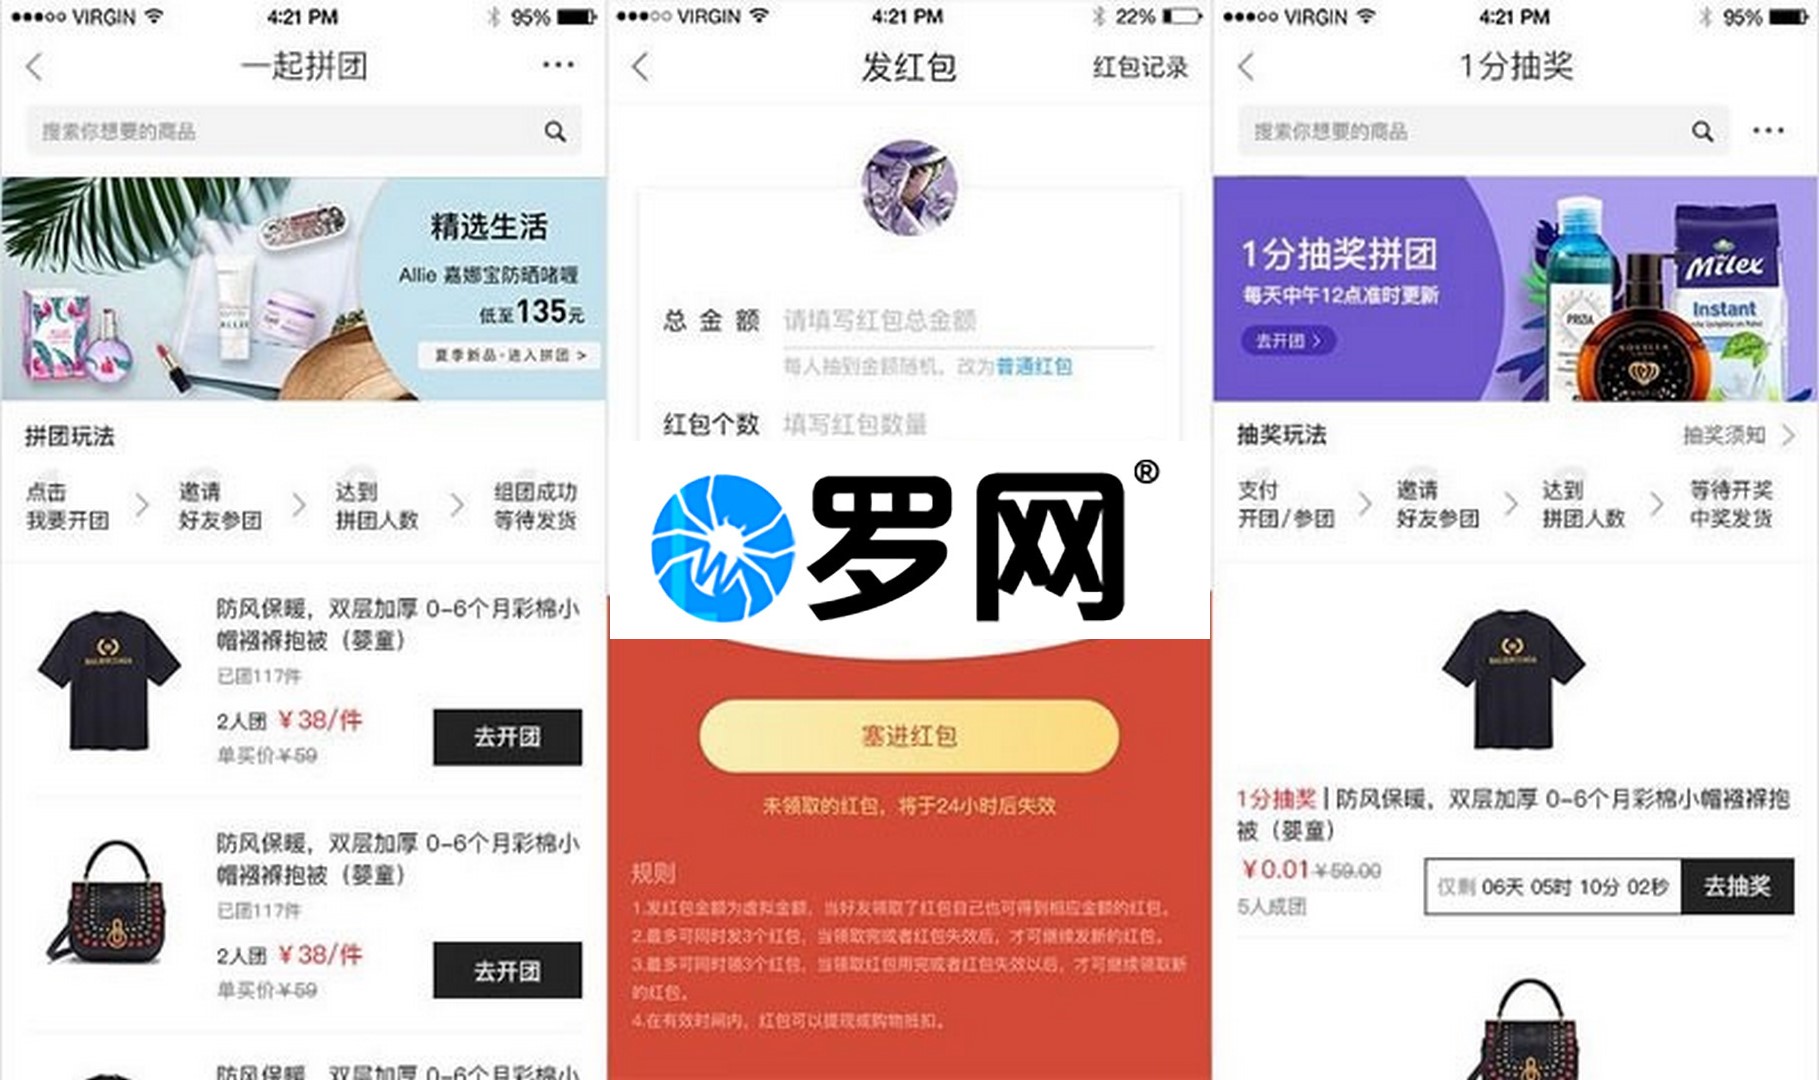 VIRGIN 4:21 PM 95%
一起拼团
搜索你想要的商品
精选生活
Allie 嘉娜宝防晒啫喱
低至135元
夏季新品·进入拼团 >
拼团玩法
点击
我要开团
邀请
好友参团
达到
拼团人数
组团成功
等待发货
防风保暖，双层加厚 0-6个月彩棉小
帽襁褓抱被（婴童）
已团117件
2人团 ¥38/件
单买价¥59
去开团
防风保暖，双层加厚 0-6个月彩棉小
帽襁褓抱被（婴童）
已团117件
2人团 ¥38/件
单买价¥59
去开团
防风保暖，双层加厚 0-6个月彩棉小
VIRGIN 4:21 PM 22%
发红包
红包记录
总金额 请填写红包总金额
每人抽到金额随机，改为普通红包
红包个数 填写红包数量
罗网®
塞进红包
未领取的红包，将于24小时后失效
规则
1.发红包金额为虚拟金额，当好友领取了红包自己也可得到相应金额的红包。
2.最多可同时发3个红包，当领取完或者红包失效后，才可继续发新的红包。
3.最多可同时领3个红包，当领取红包用完或者红包失效以后，才可继续领取新
的红包。
4.在有效时间内，红包可以提现或购物抵扣。
VIRGIN 4:21 PM 95%
1分抽奖
搜索你想要的商品
1分抽奖拼团
每天中午12点准时更新
去开团 >
PRIZIA
Milex
Instant
抽奖玩法
抽奖须知
支付
开团/参团
邀请
好友参团
达到
拼团人数
等待开奖
中奖发货
1分抽奖 | 防风保暖，双层加厚 0-6个月彩棉小帽襁褓抱
被（婴童）
¥0.01 ¥59.00
5人成团
仅剩 06天 05时 10分 02秒
去抽奖